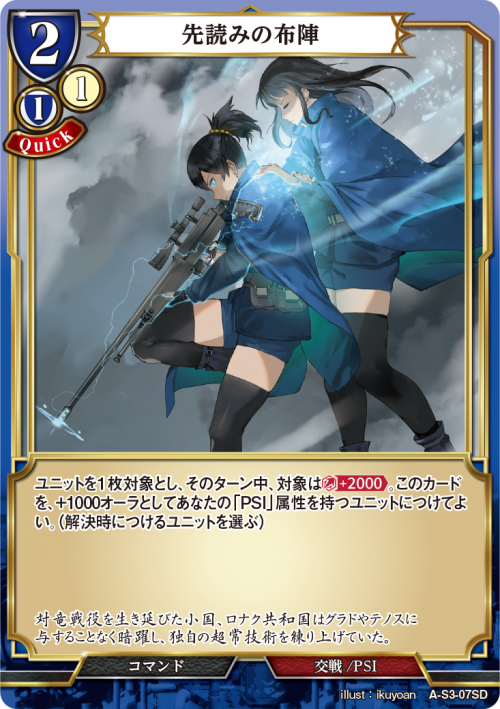 先読みの布陣
2
I
1
Quick
ユニットを1枚対象とし、そのターン中、対象は+2000。このカード
を、+1000オーラとしてあなたの「PSI」属性を持つユニットにつけてよ
い。(解決時につけるユニットを選ぶ)
対竜戦役を生き延びた小国、ロナク共和国はグラドやテノスに
与することなく暗躍し、独自の超常技術を練り上げていた。
コマンド
交戦/PSI
illust:ikuyoan A-S3-07SD